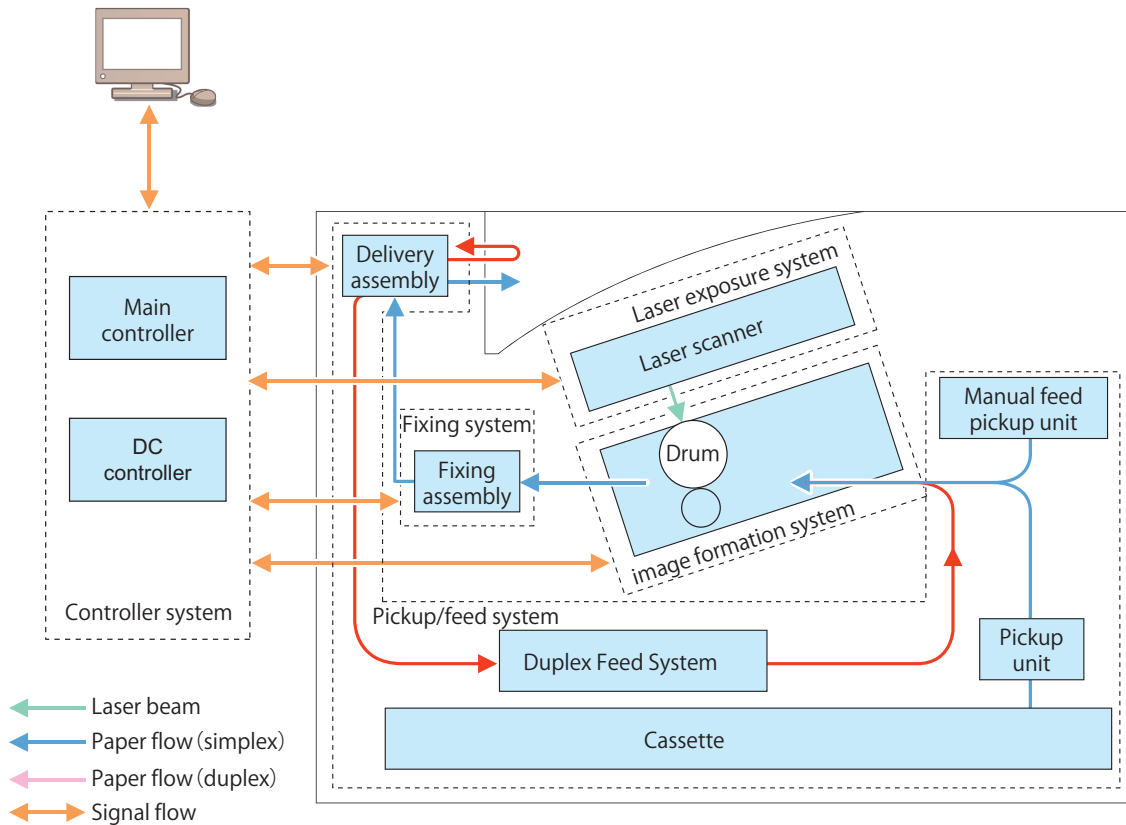 Main
controller
DC
controller
Controller system
Delivery
assembly
Laser exposure system
Laser scanner
Fixing system
Fixing
assembly
Drum
image formation system
Manual feed
pickup unit
Pickup/feed system
Duplex Feed System
Pickup
unit
Cassette
Laser beam
Paper flow (simplex)
Paper flow (duplex)
Signal flow